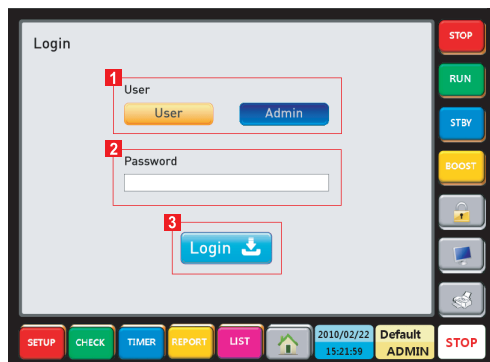 Login
STOP
1
User
RUN
User
Admin
STBY
2
Password
BOOST
3
Login
SETUP
CHECK
TIMER
REPORT
LIST
2010/02/22
15:21:59
Default
ADMIN
STOP